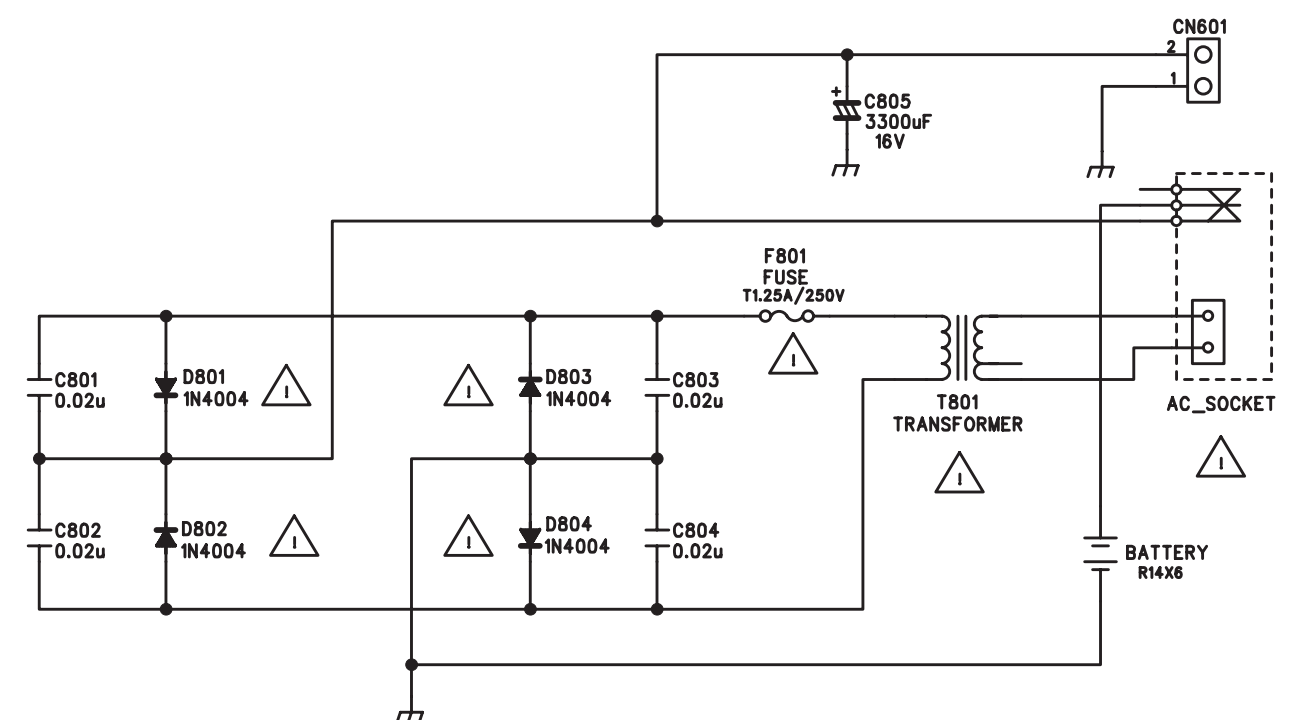 CN601
2
1
+
C805
3300uF
16V
F801
FUSE
T1.25A/250V
C801
0.02u
D801
1N4004
!
!
D803
1N4004
C803
0.02u
!
T801
TRANSFORMER
!
AC_SOCKET
!
C802
0.02u
D802
1N4004
!
!
D804
1N4004
C804
0.02u
BATTERY
R14X6